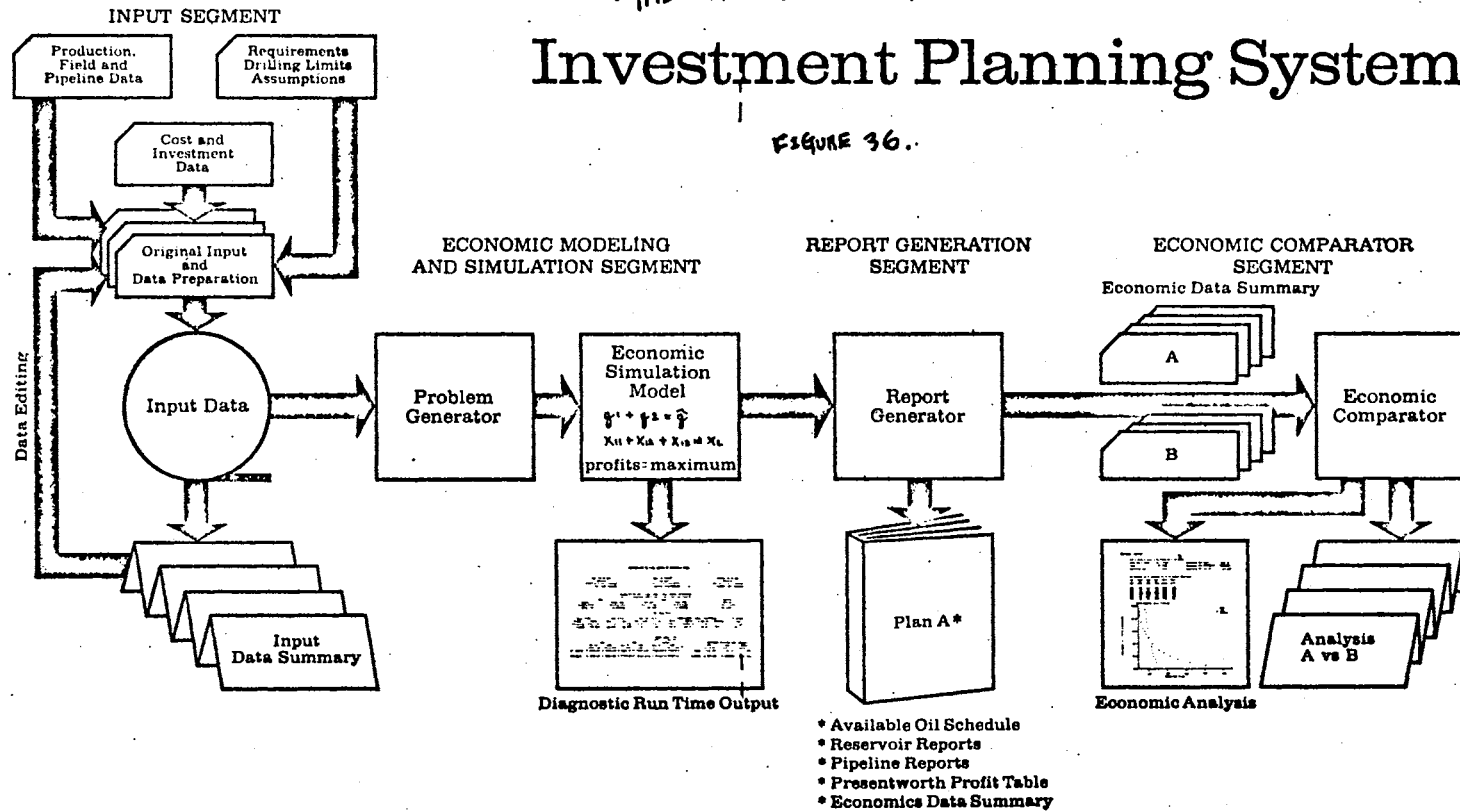 THE
Investment Planning System
FIGURE 36.
INPUT SEGMENT
Production,
Field and
Pipeline Data
Requirements
Drilling Limits
Assumptions
Cost and
Investment
Data
Original Input
and
Data Preparation
Data Editing
Input Data
Input
Data Summary
ECONOMIC MODELING
AND SIMULATION SEGMENT
Problem
Generator
Economic
Simulation
Model
profits=maximum
Diagnostic Run Time Output
REPORT GENERATION
SEGMENT
Report
Generator
Plan A*
* Available Oil Schedule
* Reservoir Reports
* Pipeline Reports
* Presentworth Profit Table
* Economics Data Summary
ECONOMIC COMPARATOR
SEGMENT
Economic Data Summary
A
B
Economic
Comparator
Economic Analysis
Analysis
A vs B